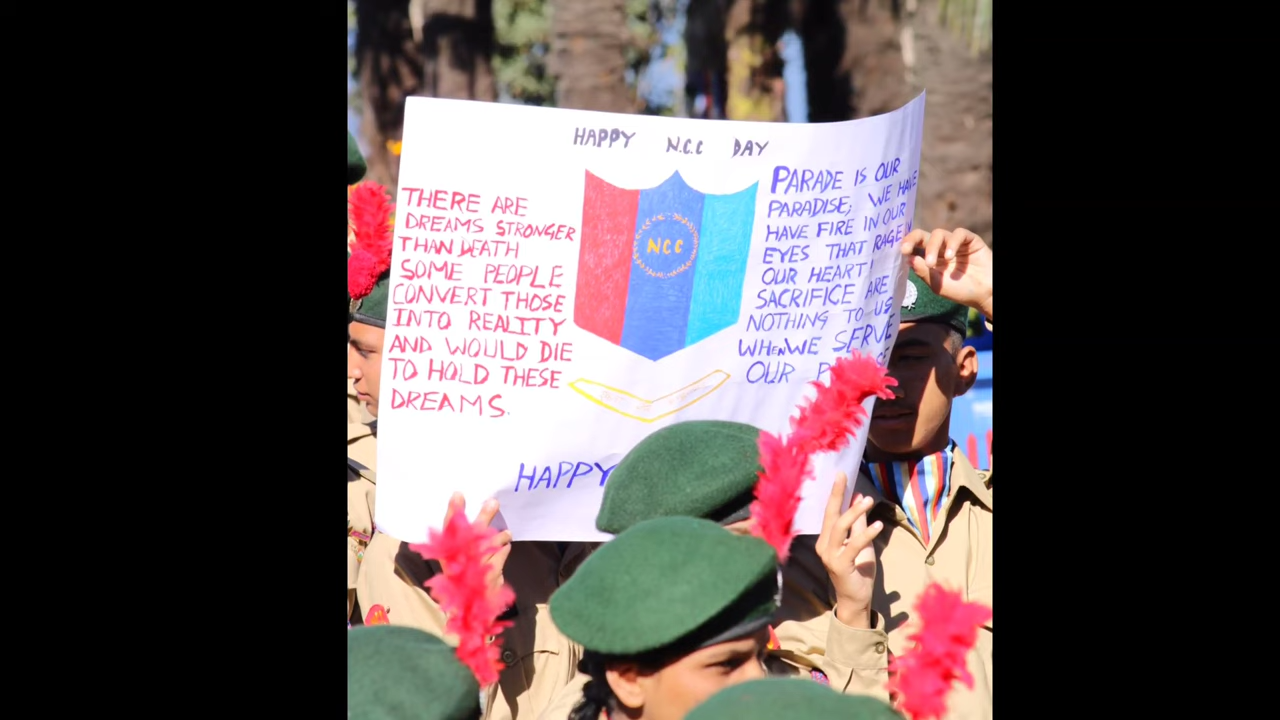 HAPPY N.C.C DAY
THERE ARE
DREAMS STRONGER
THAN DEATH
SOME PEOPLE
CONVERT THOSE
INTO REALITY
AND WOULD DIE
TO HOLD THESE
DREAMS.
NCC
PARADE IS OUR
PARADISE; WE HAVE
HAVE FIRE IN OUR
EYES THAT RAGE IN
OUR HEART!
SACRIFICE ARE
NOTHING TO US
WHEN WE SERVE
OUR
HAPPY